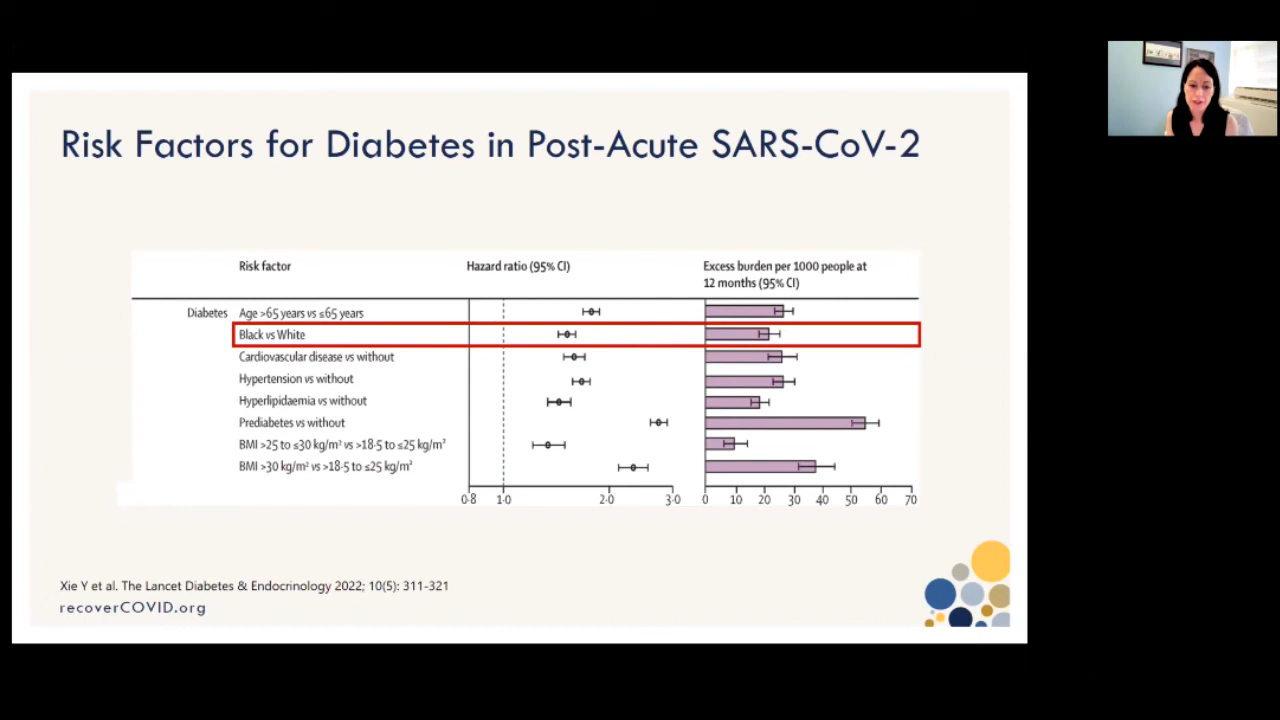 Risk Factors for Diabetes in Post-Acute SARS-CoV-2
Risk factor
Hazard ratio (95% CI)
Excess burden per 1000 people at
12 months (95% CI)
Diabetes
Age >65 years vs ≤65 years
Black vs White
Cardiovascular disease vs without
Hypertension vs without
Hyperlipidaemia vs without
Prediabetes vs without
BMI >25 to ≤30 kg/m² vs >18·5 to ≤25 kg/m²
BMI >30 kg/m² vs >18·5 to ≤25 kg/m²
0·8 1·0 2·0 3·0
0 10 20 30 40 50 60 70
Xie Y et al. The Lancet Diabetes & Endocrinology 2022; 10(5): 311-321
recoverCOVID.org